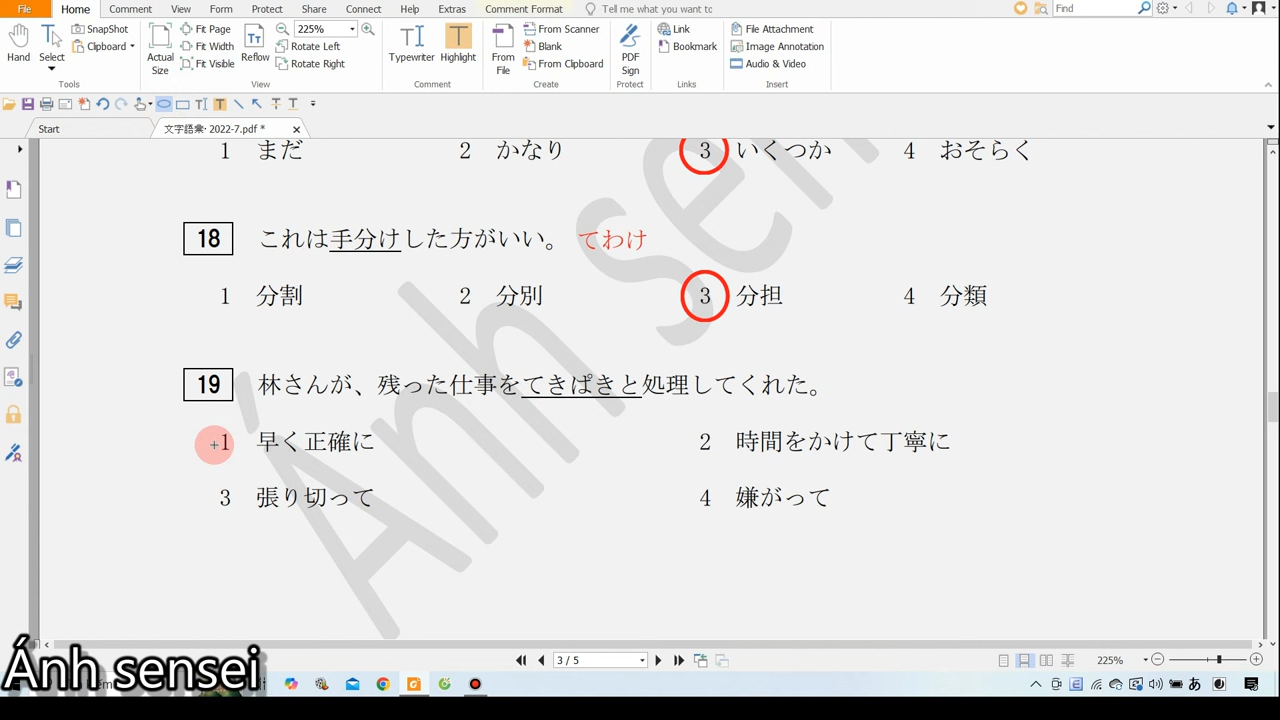 File Home Comment View Form Protect Share Connect Help Extras Comment Format Tell me what you want to Find
Hand
Select
SnapShot
Clipboard
Tools
Actual Size
Fit Page
Fit Width
Fit Visible
Reflow
225%
Rotate Left
Rotate Right
View
Typewriter
Highlight
Comment
From File
From Scanner
Blank
From Clipboard
Create
PDF Sign
Protect
Link
Bookmark
Links
File Attachment
Image Annotation
Audio & Video
Insert
Start 文字語彙· 2022-7.pdf *
1 まだ 2 かなり 3 いくつか 4 おそらく
18 これは手分けした方がいい。 てわけ
1 分割 2 分別 3 分担 4 分類
19 林さんが、残った仕事をてきぱきと処理してくれた。
1 早く正確に 2 時間をかけて丁寧に
3 張り切って 4 嫌がって
Ánh sen
3 / 5 225%
Ánh sensei
あ